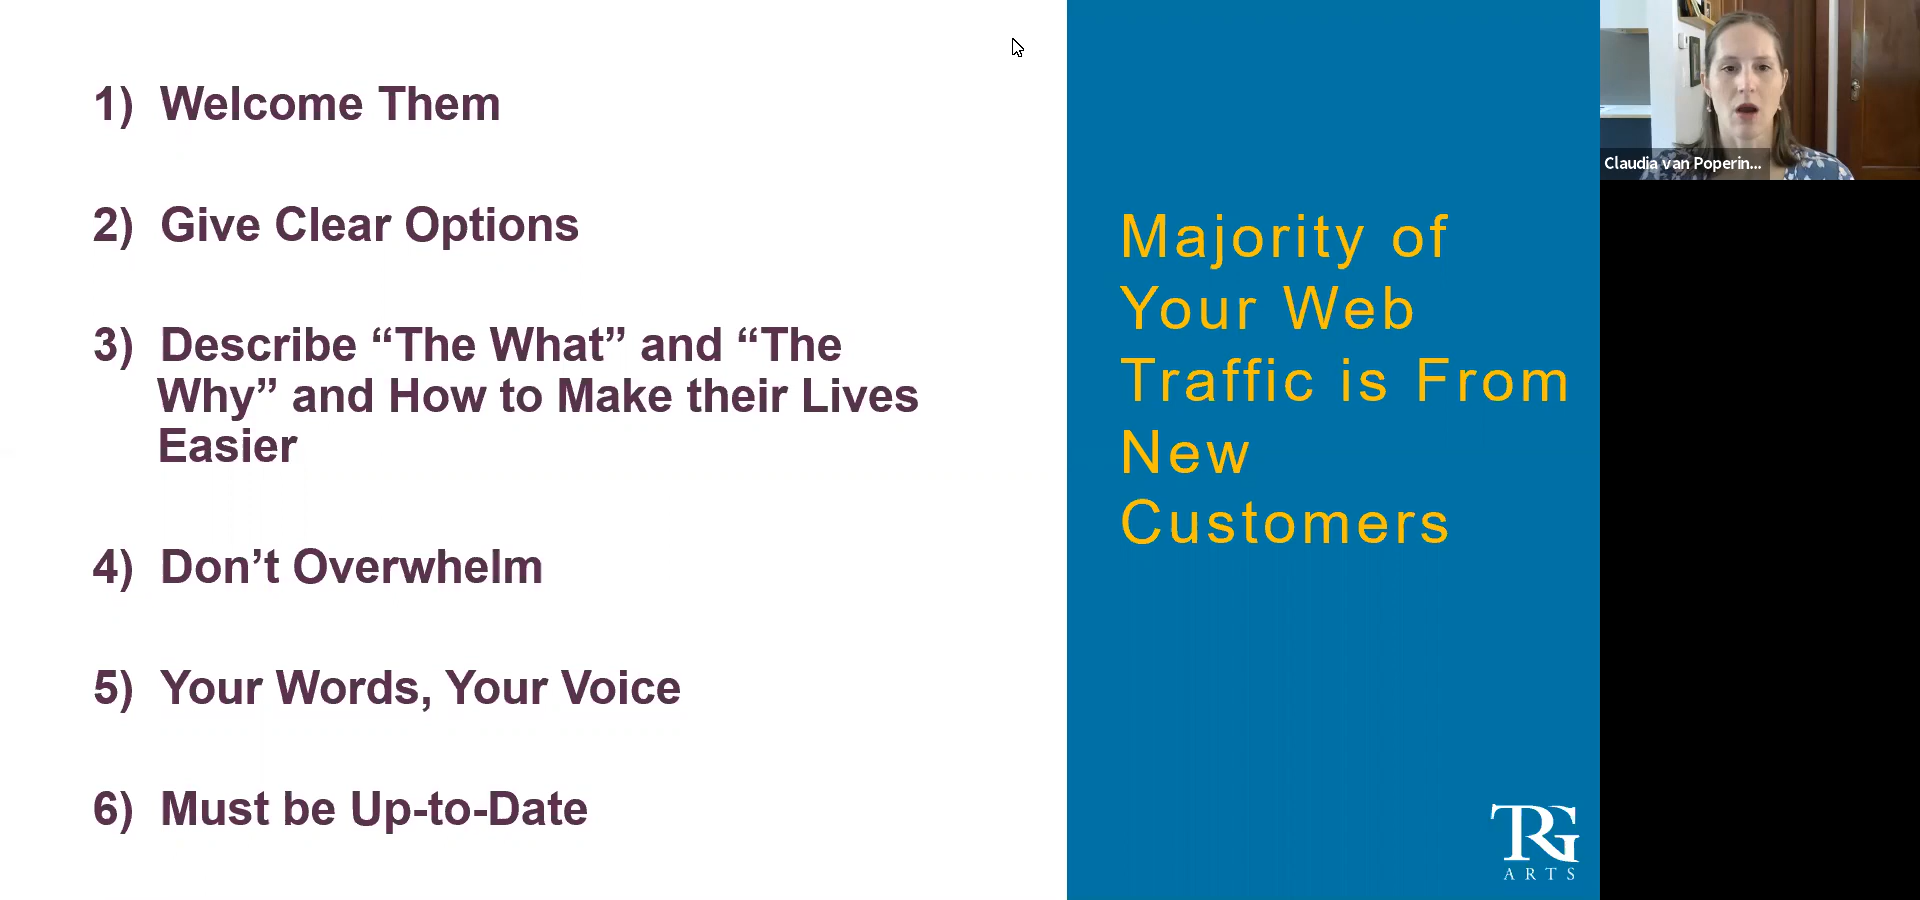 1) Welcome Them
2) Give Clear Options
3) Describe “The What” and “The
Why” and How to Make their Lives
Easier
4) Don’t Overwhelm
5) Your Words, Your Voice
6) Must be Up-to-Date
Majority of
Your Web
Traffic is From
New
Customers
TRG
ARTS
Claudia van Poperin...